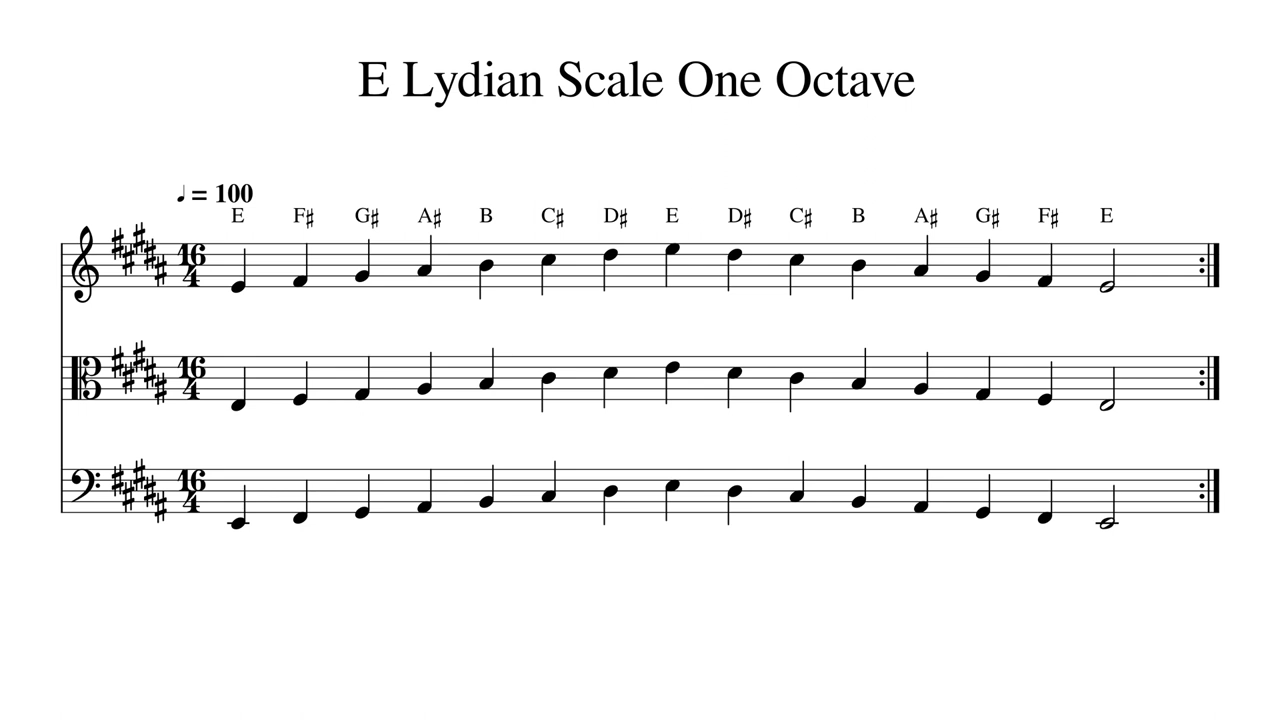 E Lydian Scale One Octave
♩ = 100
E F♯ G♯ A♯ B C♯ D♯ E D♯ C♯ B A♯ G♯ F♯ E
16
4
16
4
16
4